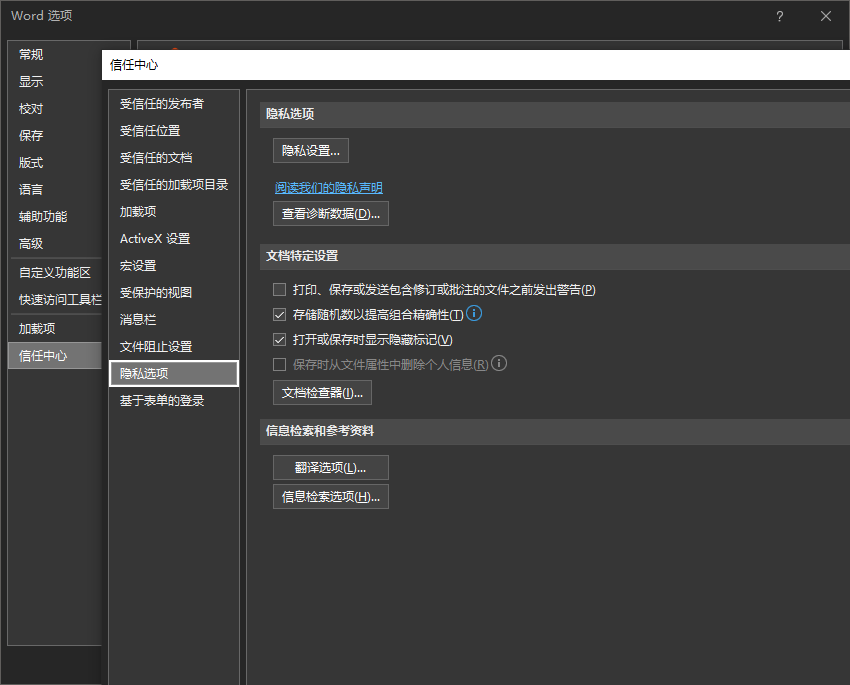 Word 选项
?
常规
显示
校对
保存
版式
语言
辅助功能
高级
自定义功能区
快速访问工具栏
加载项
信任中心
信任中心
受信任的发布者
受信任位置
受信任的文档
受信任的加载项目录
加载项
ActiveX 设置
宏设置
受保护的视图
消息栏
文件阻止设置
隐私选项
基于表单的登录
隐私选项
隐私设置...
阅读我们的隐私声明
查看诊断数据(D)...
文档特定设置
打印、保存或发送包含修订或批注的文件之前发出警告(P)
存储随机数以提高组合精确性(T)
打开或保存时显示隐藏标记(V)
保存时从文件属性中删除个人信息(R)
文档检查器(I)...
信息检索和参考资料
翻译选项(L)...
信息检索选项(H)...